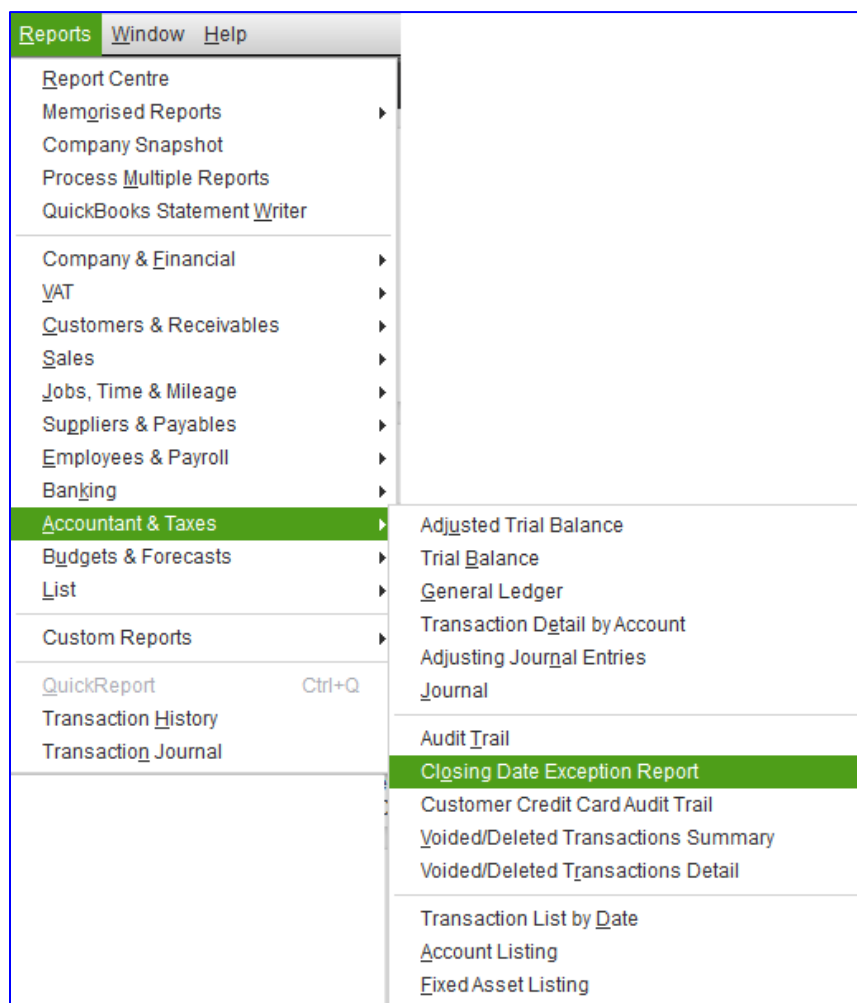 Reports Window Help
Report Centre
Memorised Reports
Company Snapshot
Process Multiple Reports
QuickBooks Statement Writer
Company & Financial
VAT
Customers & Receivables
Sales
Jobs, Time & Mileage
Suppliers & Payables
Employees & Payroll
Banking
Accountant & Taxes
Budgets & Forecasts
List
Custom Reports
QuickReport Ctrl+Q
Transaction History
Transaction Journal
Adjusted Trial Balance
Trial Balance
General Ledger
Transaction Detail by Account
Adjusting Journal Entries
Journal
Audit Trail
Closing Date Exception Report
Customer Credit Card Audit Trail
Voided/Deleted Transactions Summary
Voided/Deleted Transactions Detail
Transaction List by Date
Account Listing
Fixed Asset Listing